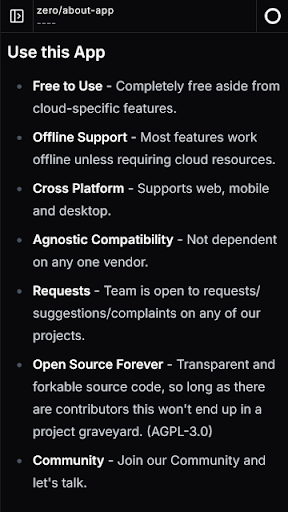 zero/about-app
----
Use this App
Free to Use - Completely free aside from
cloud-specific features.
Offline Support - Most features work
offline unless requiring cloud resources.
Cross Platform - Supports web, mobile
and desktop.
Agnostic Compatibility - Not dependent
on any one vendor.
Requests - Team is open to requests/
suggestions/complaints on any of our
projects.
Open Source Forever - Transparent and
forkable source code, so long as there
are contributors this won't end up in a
project graveyard. (AGPL-3.0)
Community - Join our Community and
let's talk.